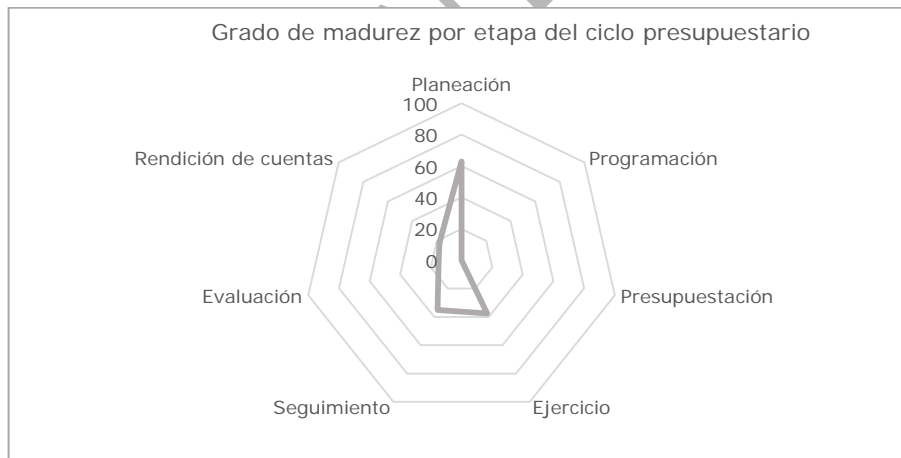 Grado de madurez por etapa del ciclo presupuestario
Planeación
100
80
60
40
20
0
Programación
Presupuestación
Ejercicio
Seguimiento
Evaluación
Rendición de cuentas